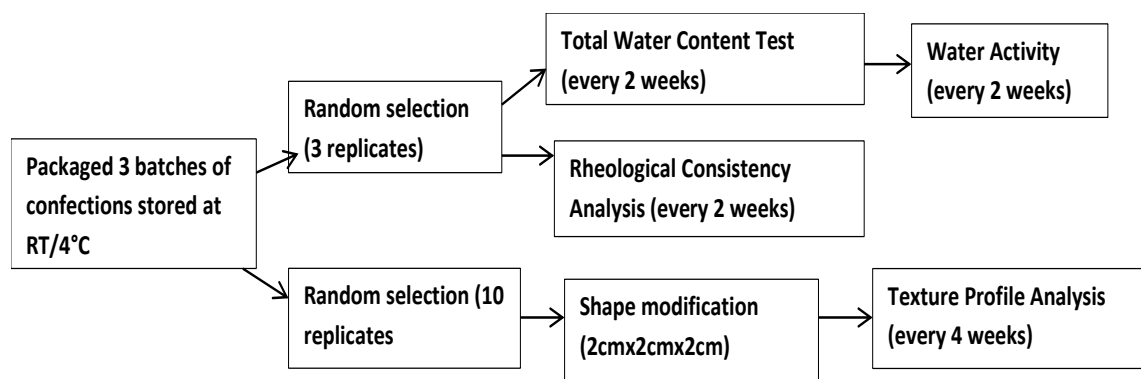 Packaged 3 batches of
confections stored at
RT/4°C
Random selection
(3 replicates)
Total Water Content Test
(every 2 weeks)
Water Activity
(every 2 weeks)
Rheological Consistency
Analysis (every 2 weeks)
Random selection (10
replicates
Shape modification
(2cmx2cmx2cm)
Texture Profile Analysis
(every 4 weeks)